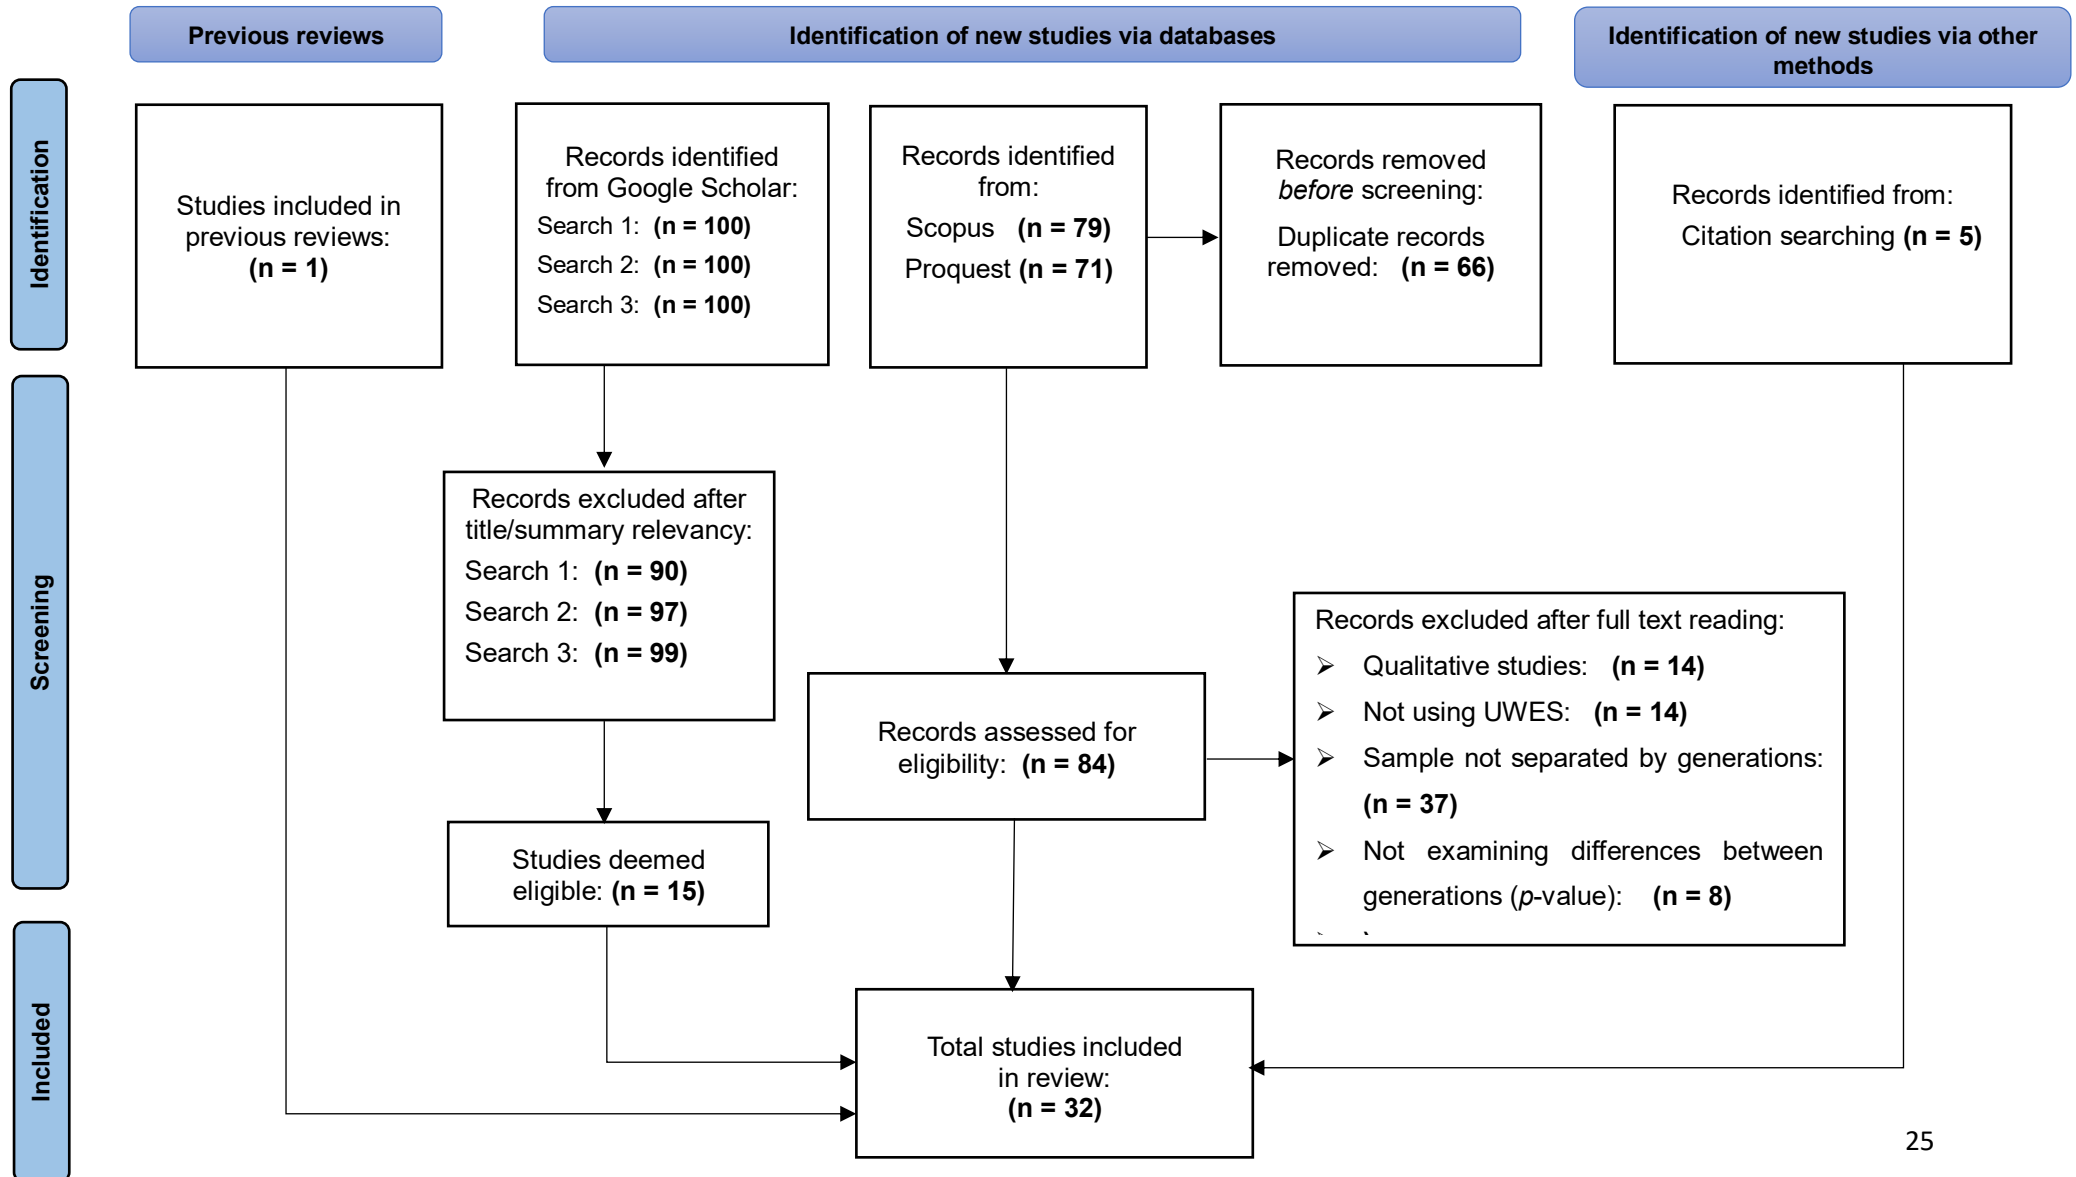 Previous reviews
Identification of new studies via databases
Identification of new studies via other
methods
Identification
Studies included in
previous reviews:
(n = 1)
Records identified
from Google Scholar:
Search 1: (n = 100)
Search 2: (n = 100)
Search 3: (n = 100)
Records identified
from:
Scopus (n = 79)
Proquest (n = 71)
Records removed
before screening:
Duplicate records
removed: (n = 66)
Records identified from:
Citation searching (n = 5)
Screening
Records excluded after
title/summary relevancy:
Search 1: (n = 90)
Search 2: (n = 97)
Search 3: (n = 99)
Studies deemed
eligible: (n = 15)
Records assessed for
eligibility: (n = 84)
Records excluded after full text reading:
➢ Qualitative studies: (n = 14)
➢ Not using UWES: (n = 14)
➢ Sample not separated by generations:
(n = 37)
➢ Not examining differences between
generations (p-value): (n = 8)
Included
Total studies included
in review:
(n = 32)
25